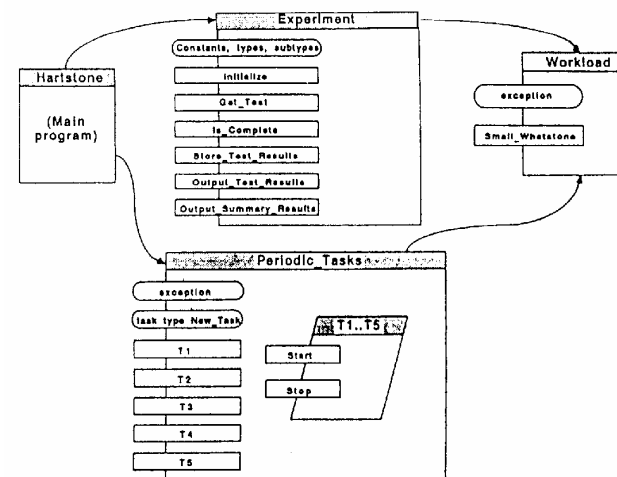 Experiment
Constants, types, subtypes
Initialize
Get_Test
Is_Complete
Store_Test_Results
Output_Test_Results
Output_Summary_Results
Hartstone
(Main
program)
Workload
exception
Small_Whetstone
Periodic_Tasks
exception
task type New_Task
T1
T2
T3
T4
T5
T1..T5
Start
Stop